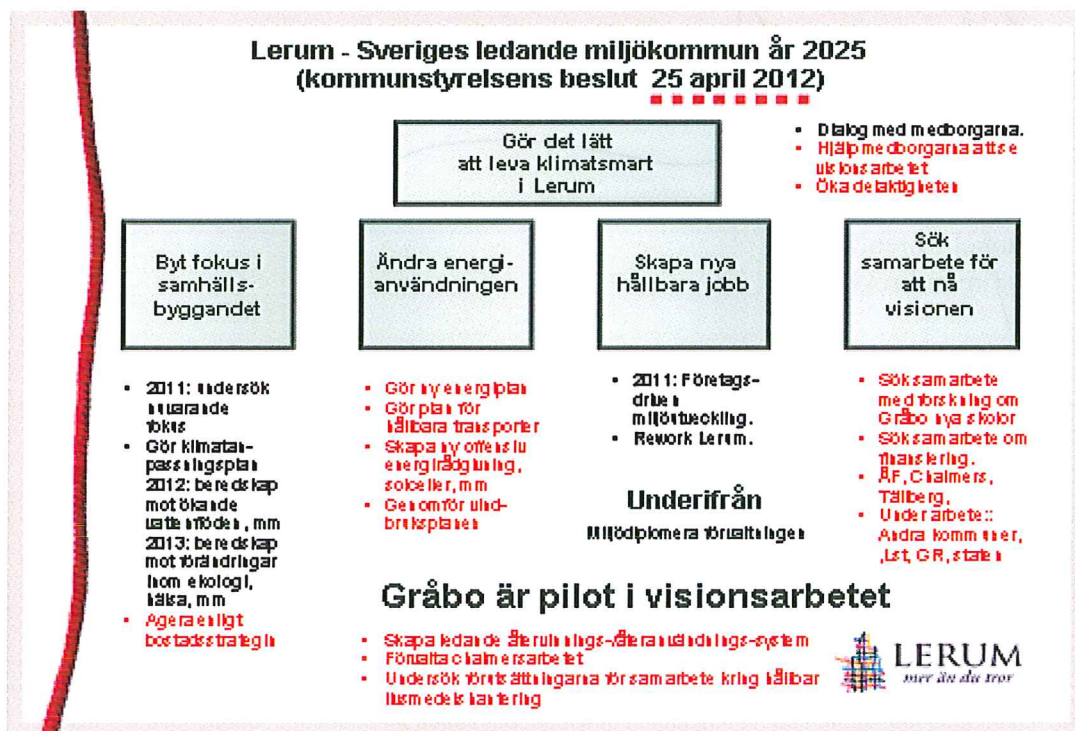 Lerum - Sveriges ledande miljökommun år 2025
(kommunstyrelsens beslut 25 april 2012)
Gör det lätt
att leva klimatsmart
i Lerum
• Dialog med medborgarna.
• Hjälp medborgarna att se
visionsarbetet
• Öka delaktigheten
Byt fokus i
samhälls-
byggandet
Ändra energi-
användningen
Skapa nya
hållbara jobb
Sök
samarbete för
att nå
visionen
• 2011: undersök
nuvarande
fokus
• Gör klimatan-
passningsplan
2012: beredskap
mot ökande
vattenflöden, mm
2013: beredskap
mot förändringar
inom ekologi,
hälsa, mm
• Agera enligt
bostadsstrategin
• Gör ny energiplan
• Gör plan för
hållbara transporter
• Skapa ny offensiv
energirådgivning,
solceller, mm
• Genomför vind-
bruksplanen
• 2011: Företags-
driven
miljöutveckling.
• Rework Lerum.
Underifrån
Miljödiplomera förvaltningen
• Sök samarbete
med forskning om
Gråbo nya skolor
• Sök samarbete om
finansiering.
• ÅF, Chalmers,
Tällberg,
• Under arbete::
Andra kommuner,
,Lst, GR, staten
Gråbo är pilot i visionsarbetet
• Skapa ledande återvinnings-/återanvändnings-system
• Förvalta chalmersarbetet
• Undersök förutsättningarna för samarbete kring hållbar
livsmedelshantering
LERUM
mer än du tror